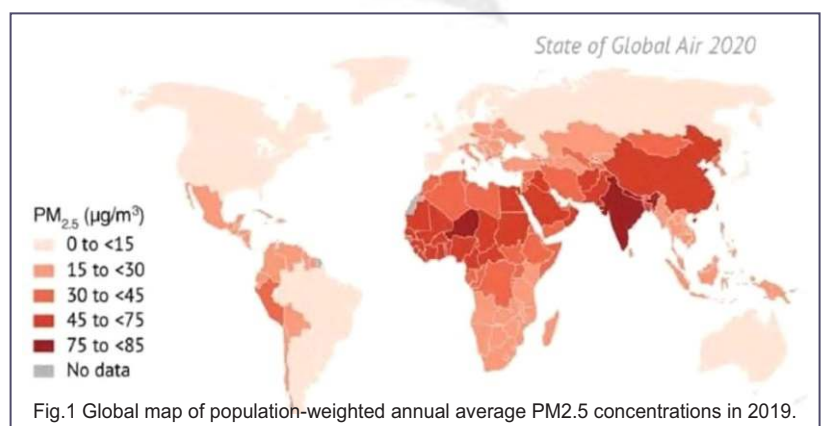 State of Global Air 2020
PM2.5 (µg/m³)
0 to <15
15 to <30
30 to <45
45 to <75
75 to <85
No data
Fig.1 Global map of population-weighted annual average PM2.5 concentrations in 2019.